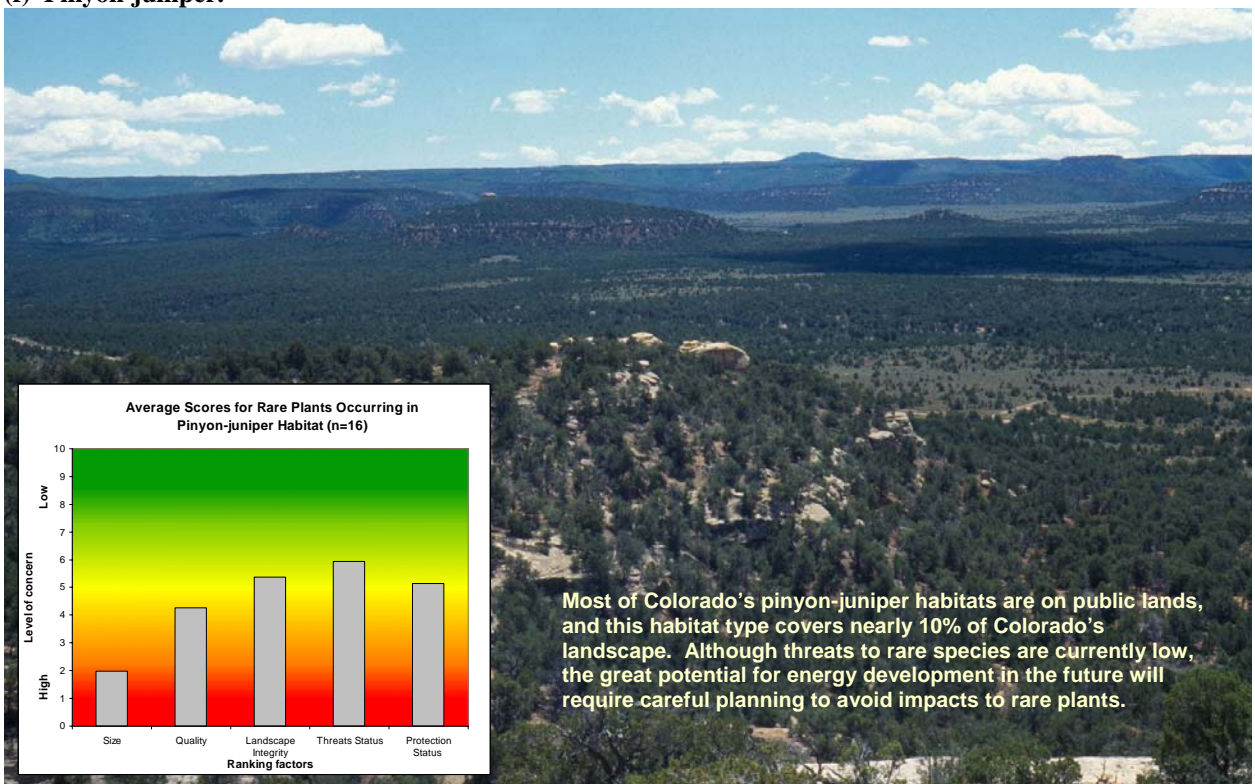 (f) Pinyon-juniper:
Average Scores for Rare Plants Occurring in
Pinyon-juniper Habitat (n=16)
10
9
8
7
6
5
4
3
2
1
0
Low
Level of concern
High
Size
Quality
Landscape
Integrity
Threats Status
Protection
Status
Ranking factors
Most of Colorado's pinyon-juniper habitats are on public lands,
and this habitat type covers nearly 10% of Colorado's
landscape. Although threats to rare species are currently low,
the great potential for energy development in the future will
require careful planning to avoid impacts to rare plants.